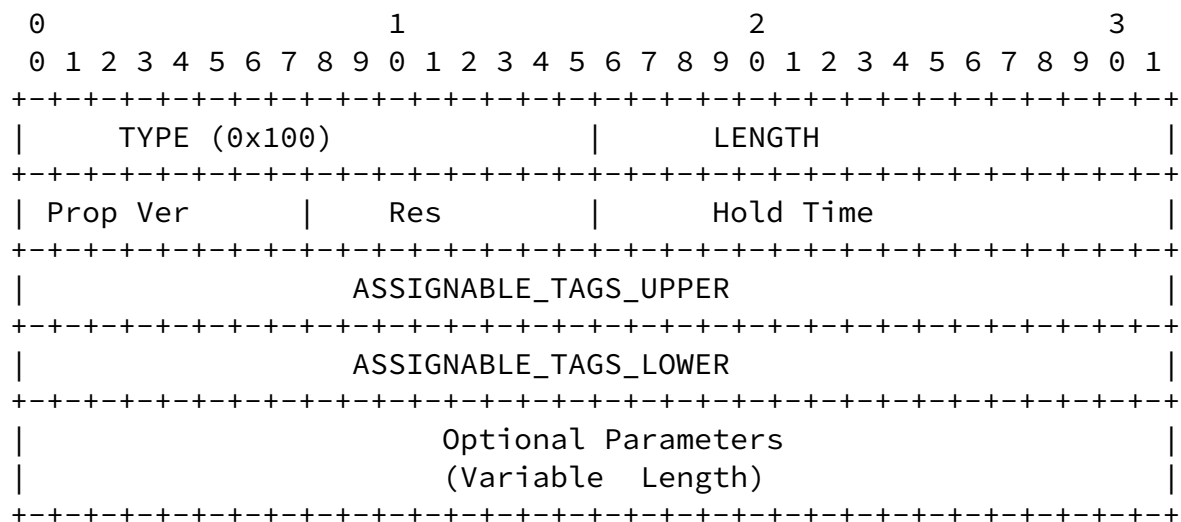 0                   1                   2                   3
 0 1 2 3 4 5 6 7 8 9 0 1 2 3 4 5 6 7 8 9 0 1 2 3 4 5 6 7 8 9 0 1
+-+-+-+-+-+-+-+-+-+-+-+-+-+-+-+-+-+-+-+-+-+-+-+-+-+-+-+-+-+-+-+-+
|     TYPE (0x100)              |      LENGTH                   |
+-+-+-+-+-+-+-+-+-+-+-+-+-+-+-+-+-+-+-+-+-+-+-+-+-+-+-+-+-+-+-+-+
| Prop Ver      |    Res        |      Hold Time                |
+-+-+-+-+-+-+-+-+-+-+-+-+-+-+-+-+-+-+-+-+-+-+-+-+-+-+-+-+-+-+-+-+
|                  ASSIGNABLE_TAGS_UPPER                        |
+-+-+-+-+-+-+-+-+-+-+-+-+-+-+-+-+-+-+-+-+-+-+-+-+-+-+-+-+-+-+-+-+
|                  ASSIGNABLE_TAGS_LOWER                        |
+-+-+-+-+-+-+-+-+-+-+-+-+-+-+-+-+-+-+-+-+-+-+-+-+-+-+-+-+-+-+-+-+
|                       Optional Parameters                     |
|                       (Variable  Length)                      |
+-+-+-+-+-+-+-+-+-+-+-+-+-+-+-+-+-+-+-+-+-+-+-+-+-+-+-+-+-+-+-+-+